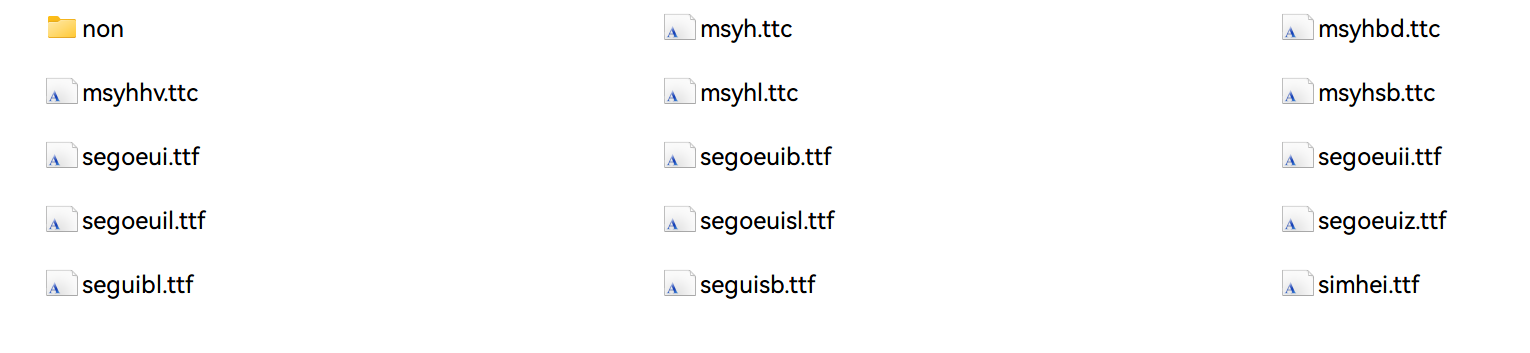 non
msyh.ttc
msyhbd.ttc
msyhhv.ttc
msyhl.ttc
msyhsb.ttc
segoeui.ttf
segoeuib.ttf
segoeuii.ttf
segoeuil.ttf
segoeuisl.ttf
segoeuiz.ttf
seguibl.ttf
seguisb.ttf
simhei.ttf